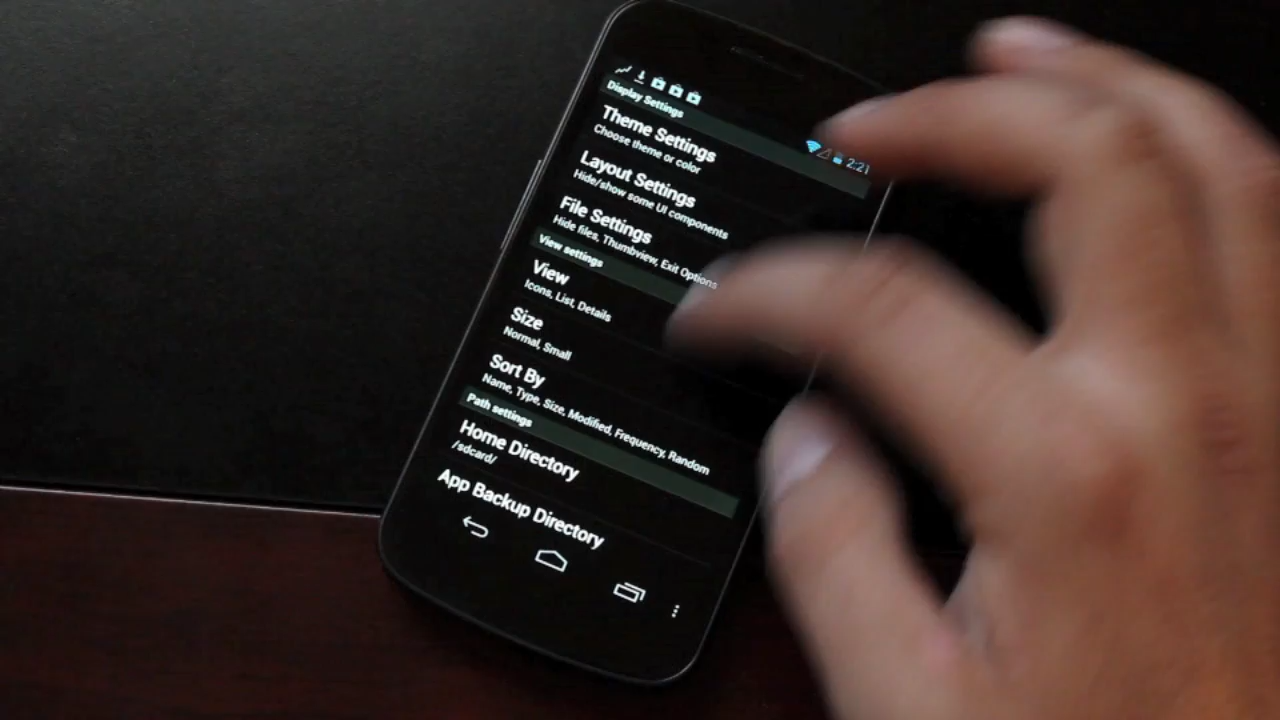 2:21
Display Settings
Theme Settings
Choose theme or color
Layout Settings
Hide/show some UI components
File Settings
Hide files, Thumbview, Exit Options
View settings
View
Icons, List, Details
Size
Normal, Small
Sort By
Name, Type, Size, Modified, Frequency, Random
Path settings
Home Directory
/sdcard/
App Backup Directory